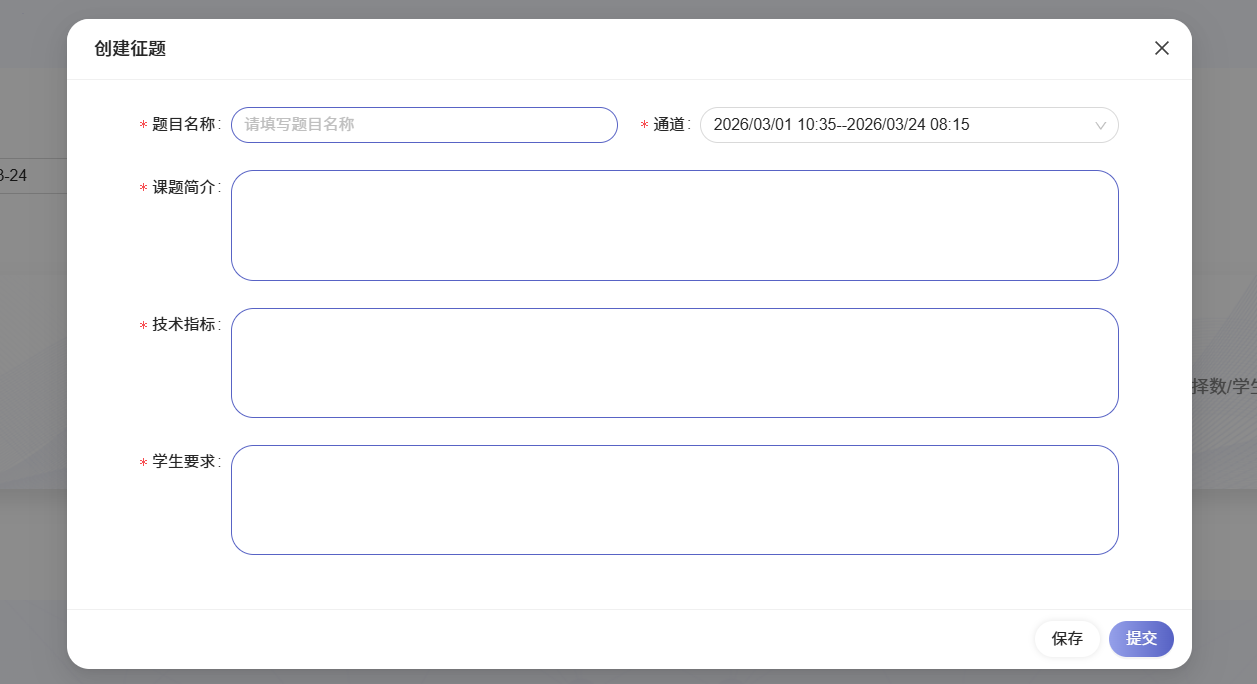 创建征题
* 题目名称: 请填写题目名称 * 通道: 2026/03/01 10:35--2026/03/24 08:15
* 课题简介:
3-24
* 技术指标:
择数/学生
* 学生要求:
保存 提交